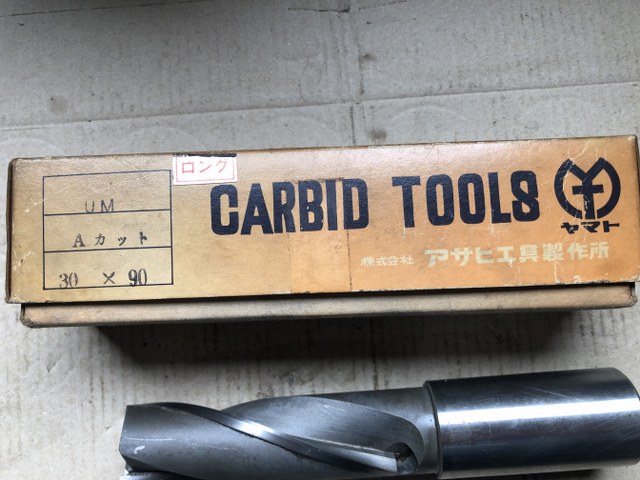 ロング
UM
Aカット
30 × 90
CARBID TOOLS
ヤマト
株式会社 アサヒ工具製作所